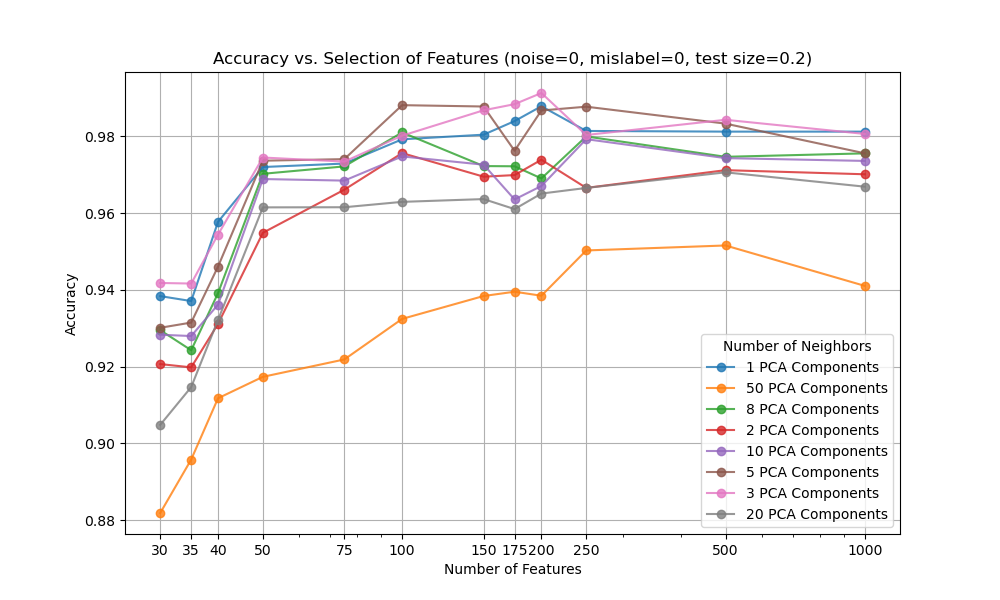 Accuracy vs. Selection of Features (noise=0, mislabel=0, test size=0.2)
Accuracy
0.98
0.96
0.94
0.92
0.90
0.88
Number of Neighbors
1 PCA Components
50 PCA Components
8 PCA Components
2 PCA Components
10 PCA Components
5 PCA Components
3 PCA Components
20 PCA Components
30 35 40 50 75 100 150 175 200 250 500 1000
Number of Features